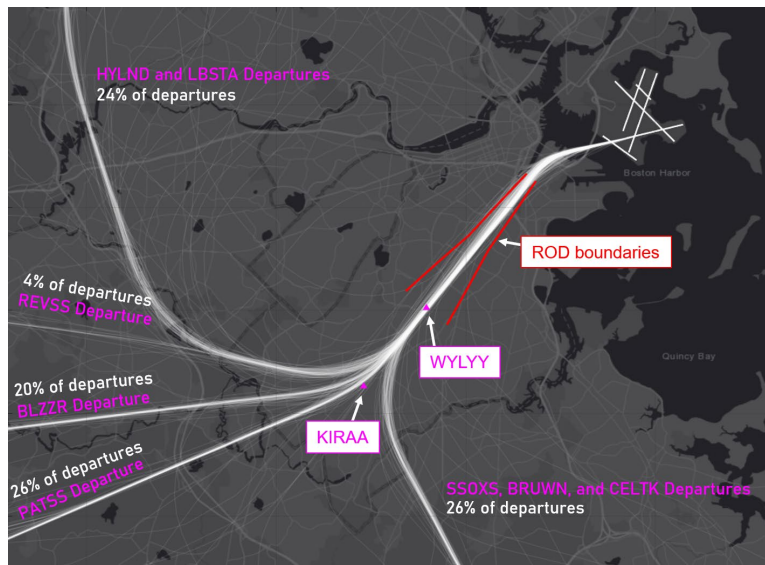 HYLND and LBSTA Departures
24% of departures
Boston Harbor
ROD boundaries
4% of departures
REVSS Departure
WYLYY
Quincy Bay
20% of departures
BLZZR Departure
KIRAA
26% of departures
PATSS Departure
SSOXS, BRUWN, and CELTK Departures
26% of departures